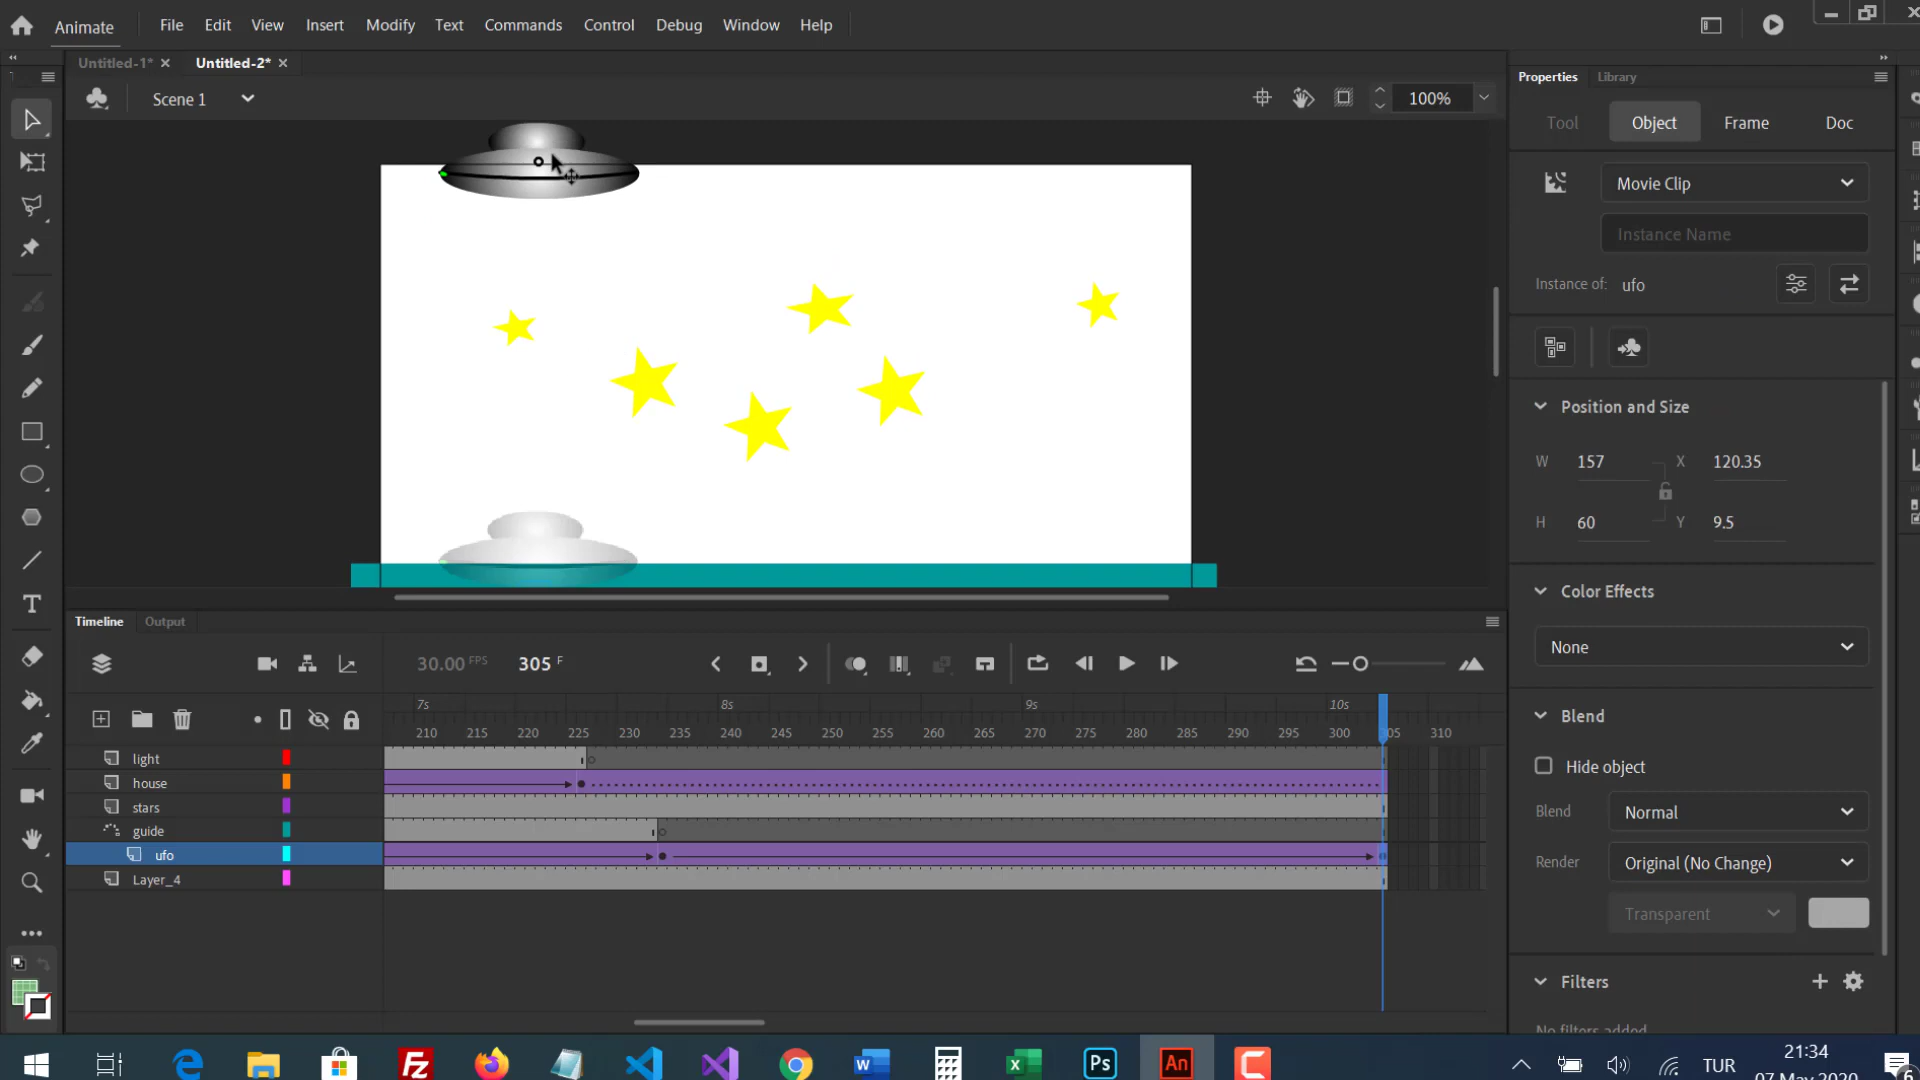 Animate File Edit View Insert Modify Text Commands Control Debug Window Help
Untitled-1* Untitled-2*
Properties Library
Scene 1 100%
Tool Object Frame Doc
Movie Clip
Instance Name
Instance of: ufo
Position and Size
W 157 X 120.35
H 60 Y 9.5
Color Effects
None
Blend
Hide object
Blend Normal
Render Original (No Change)
Transparent
Filters
No filters added
Timeline Output
30.00 FPS 305 F
7s 8s 9s 10s
210 215 220 225 230 235 240 245 250 255 260 265 270 275 280 285 290 295 300 305 310
light
house
stars
guide
ufo
Layer_4
T
FZ W X Ps An C
TUR
21:34
07 May 2020
6